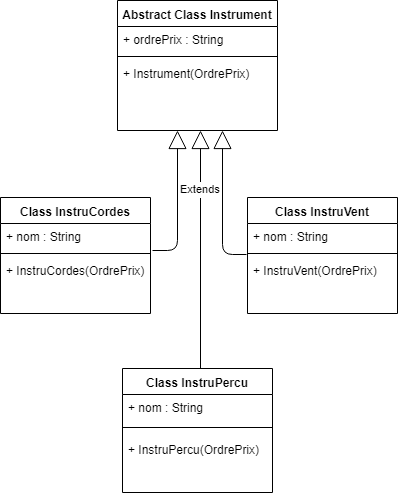 Abstract Class Instrument
+ ordrePrix : String
+ Instrument(OrdrePrix)
Extends
Class InstruCordes
+ nom : String
+ InstruCordes(OrdrePrix)
Class InstruVent
+ nom : String
+ InstruVent(OrdrePrix)
Class InstruPercu
+ nom : String
+ InstruPercu(OrdrePrix)